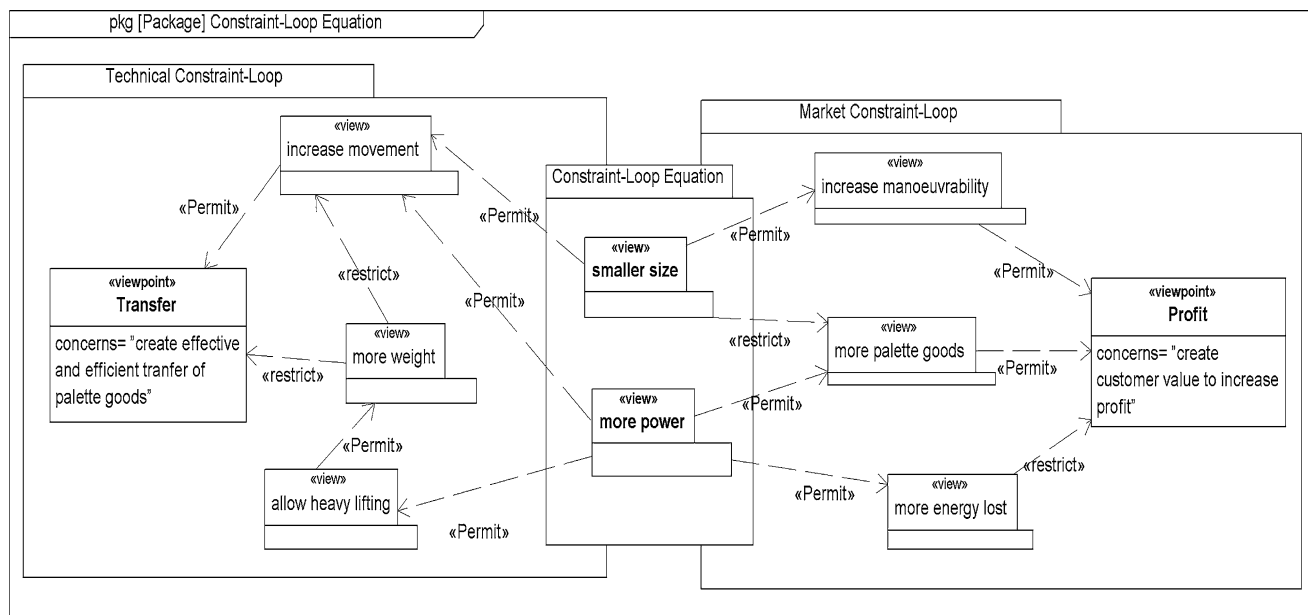 pkg [Package] Constraint-Loop Equation
Technical Constraint-Loop
«view»
increase movement
«Permit»
«Permit»
«restrict»
«Permit»
«viewpoint»
Transfer
concerns= "create effective
and efficient tranfer of
palette goods"
«view»
more weight
«restrict»
«Permit»
«view»
allow heavy lifting
«Permit»
Constraint-Loop Equation
«view»
smaller size
«view»
more power
Market Constraint-Loop
«view»
increase manoeuvrability
«Permit»
«Permit»
«restrict»
«view»
more palette goods
«Permit»
«Permit»
«viewpoint»
Profit
concerns= "create
customer value to increase
profit"
«restrict»
«Permit»
«view»
more energy lost